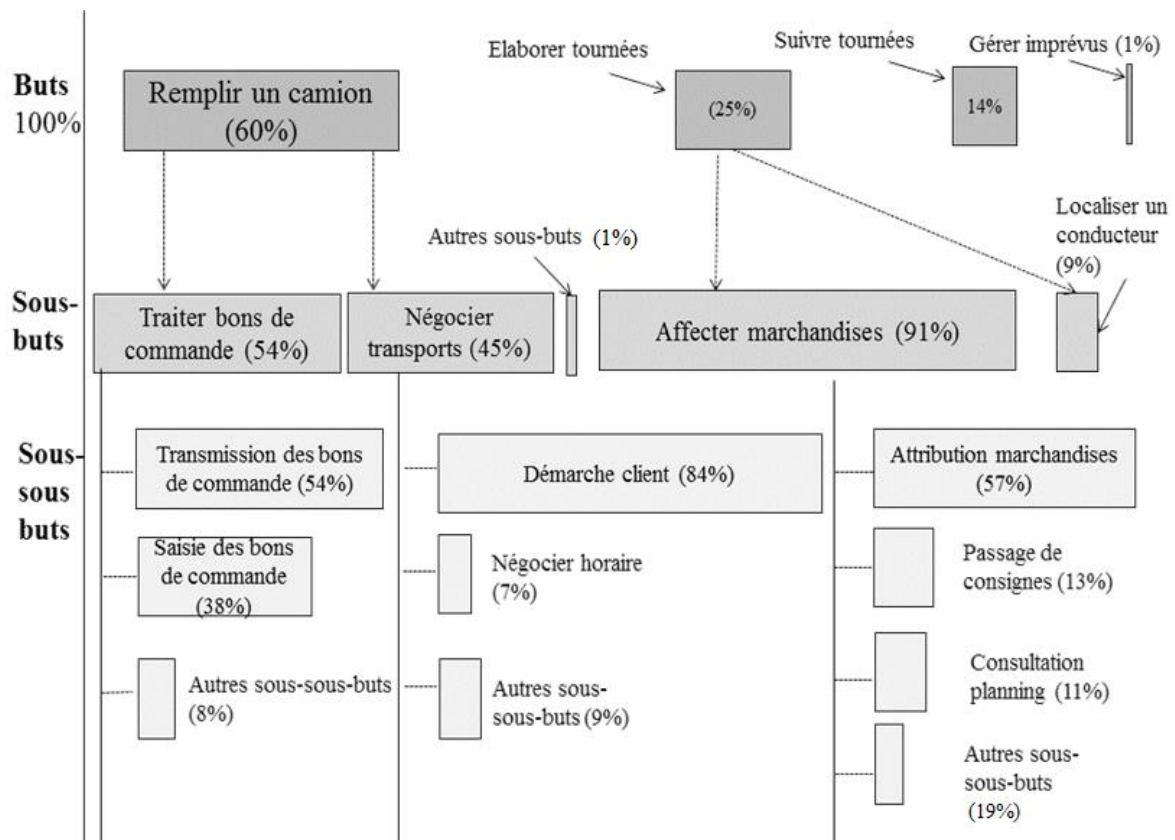 Elaborer tournées
Suivre tournées
Gérer imprévus (1%)
Buts
100%
Remplir un camion
(60%)
(25%)
14%
Autres sous-buts (1%)
Localiser un
conducteur
(9%)
Sous-
buts
Traiter bons de
commande (54%)
Négocier
transports (45%)
Affecter marchandises (91%)
Sous-
sous
buts
Transmission des bons
de commande (54%)
Démarche client (84%)
Attribution marchandises
(57%)
Saisie des bons
de commande
(38%)
Négocier horaire
(7%)
Passage de
consignes (13%)
Autres sous-sous-buts
(8%)
Autres sous-
sous-buts (9%)
Consultation
planning (11%)
Autres sous-
sous-buts
(19%)